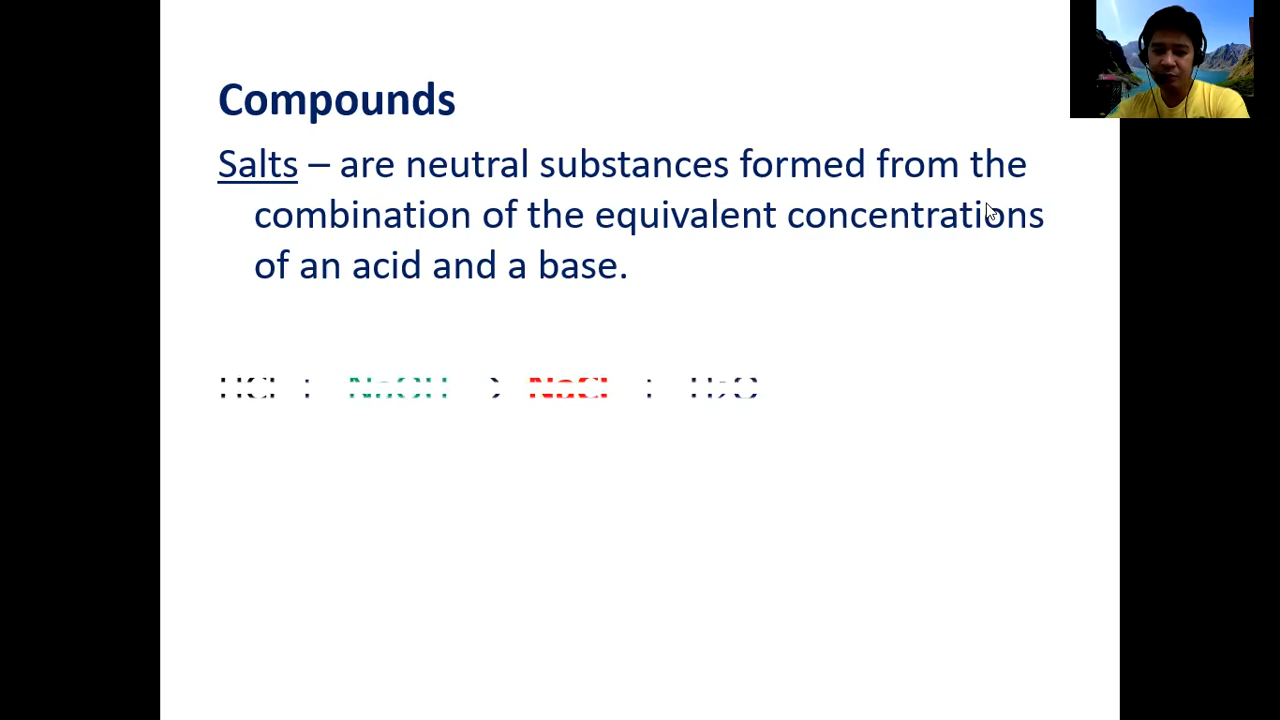 Compounds
Salts – are neutral substances formed from the
combination of the equivalent concentrations
of an acid and a base.
HCl + NaOH → NaCl + H₂O